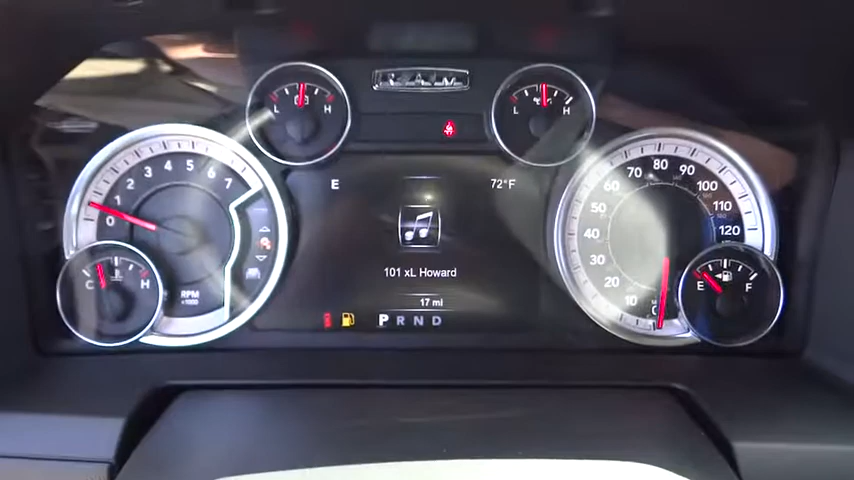 RAM
L H
L H
E 72°F
0 1 2 3 4 5 6 7
RPM
x1000
C H
101 xL Howard
17 mi
P R N D
0 10 20 30 40 50 60 70 80 90 100 110 120
E F